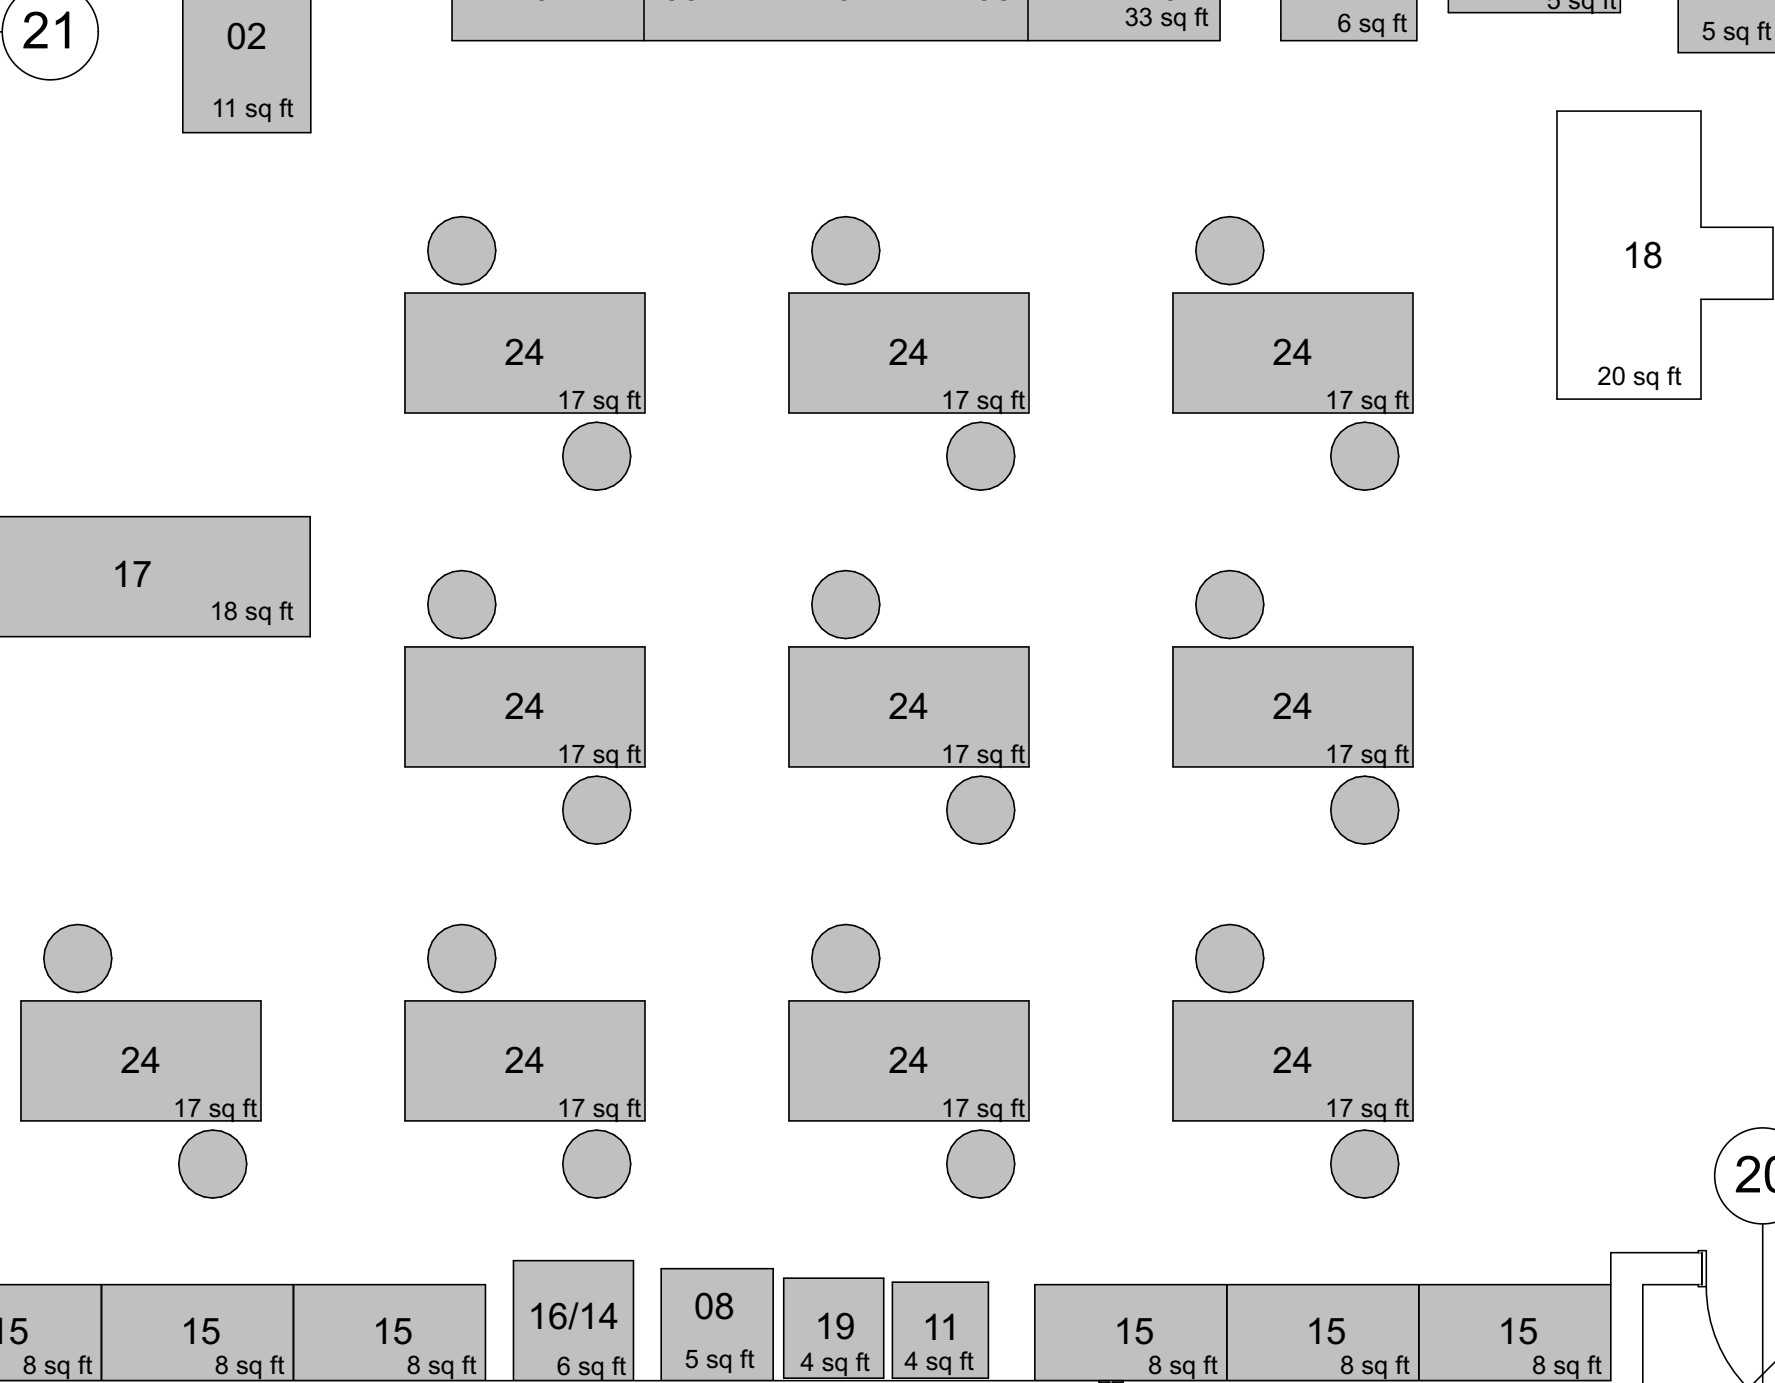 21
02
11 sq ft
33 sq ft
6 sq ft
5 sq ft
5 sq ft
18
20 sq ft
24
17 sq ft
24
17 sq ft
24
17 sq ft
17
18 sq ft
24
17 sq ft
24
17 sq ft
24
17 sq ft
24
17 sq ft
24
17 sq ft
24
17 sq ft
24
17 sq ft
20
15
8 sq ft
15
8 sq ft
15
8 sq ft
16/14
6 sq ft
08
5 sq ft
19
4 sq ft
11
4 sq ft
15
8 sq ft
15
8 sq ft
15
8 sq ft